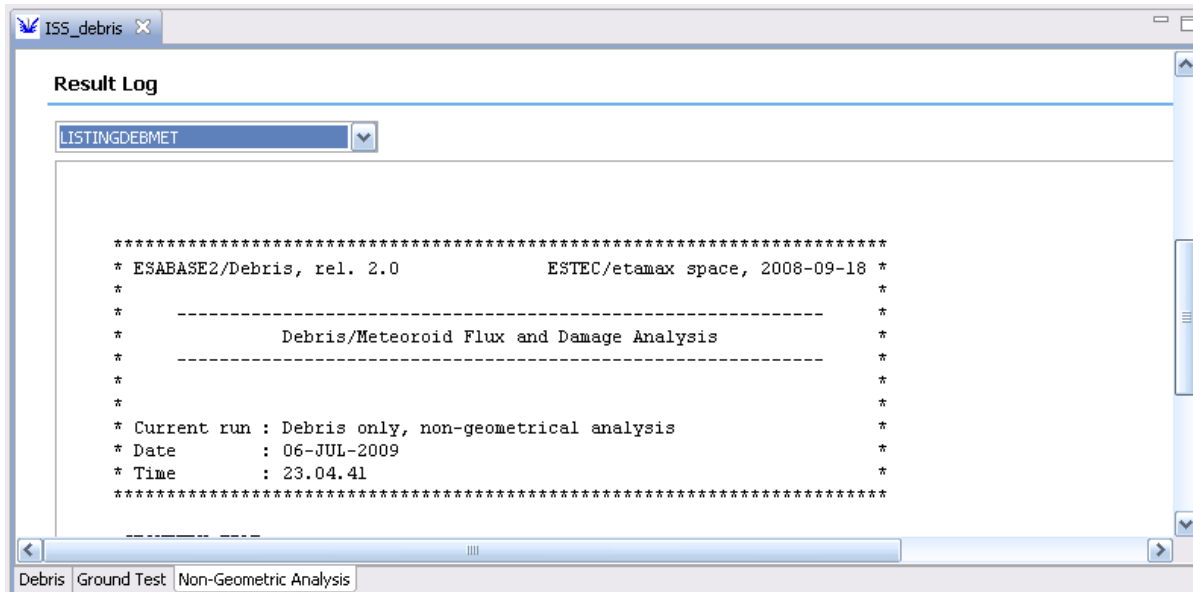 ISS_debris
Result Log
LISTINGDEBMET
*************************************************************************
* ESABASE2/Debris, rel. 2.0              ESTEC/etamax space, 2008-09-18 *
*                                                                       *
*     -------------------------------------------------------------     *
*               Debris/Meteoroid Flux and Damage Analysis               *
*     -------------------------------------------------------------     *
*                                                                       *
*                                                                       *
* Current run : Debris only, non-geometrical analysis                   *
* Date        : 06-JUL-2009                                             *
* Time        : 23.04.41                                                *
*************************************************************************
Debris Ground Test Non-Geometric Analysis